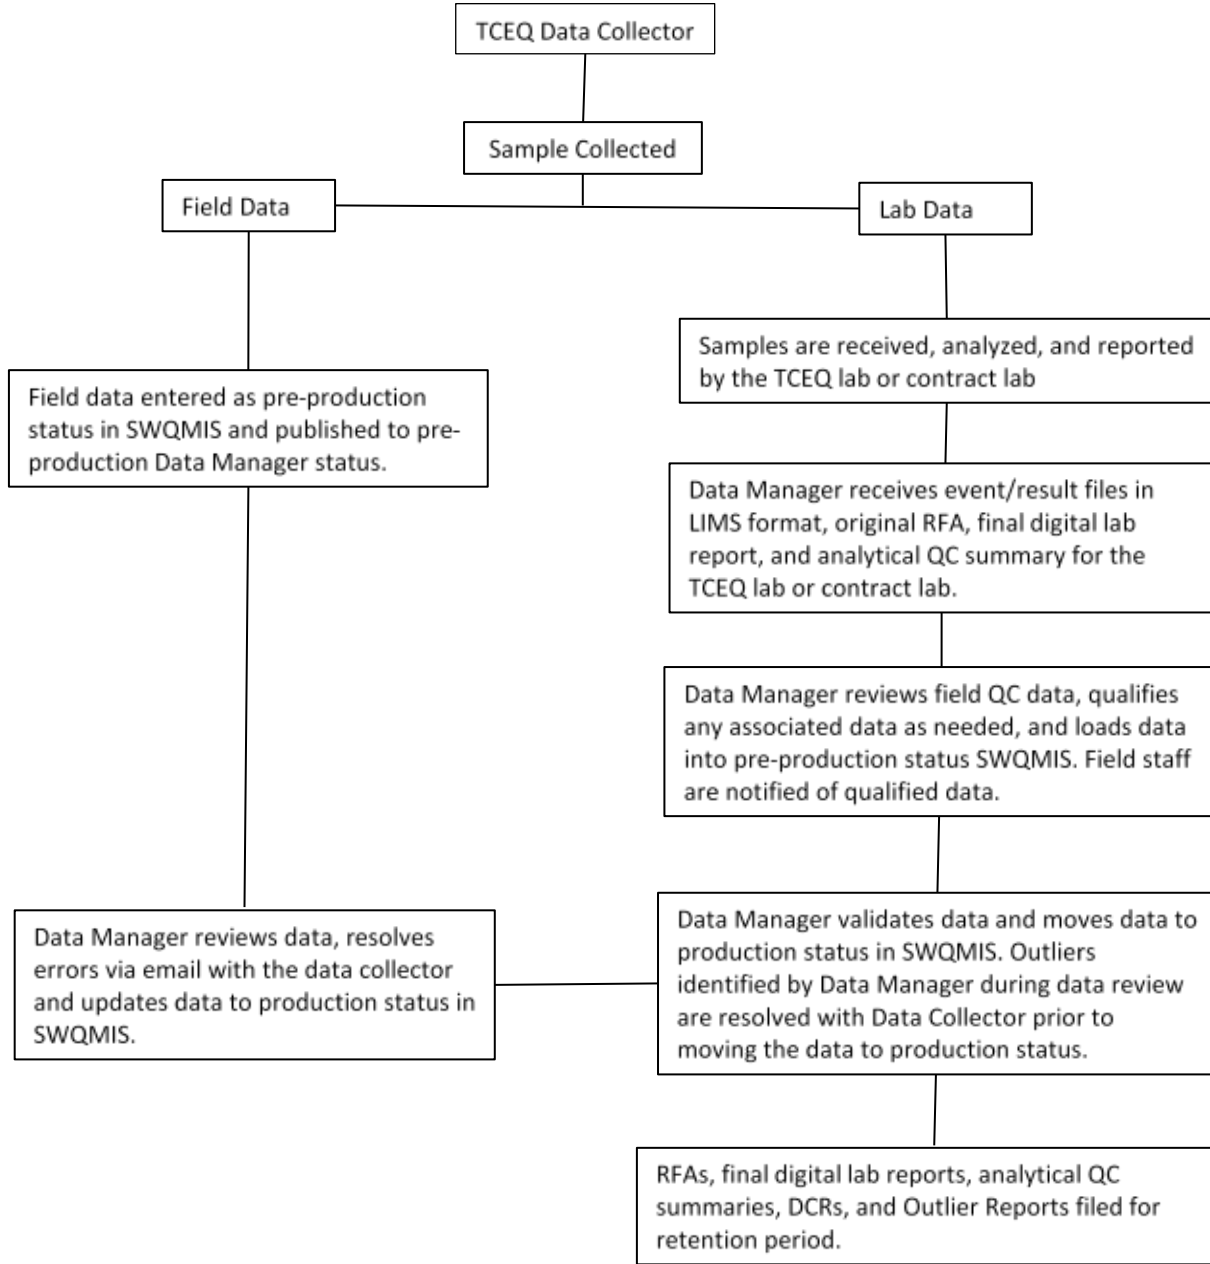 TCEQ Data Collector
Sample Collected
Field Data
Lab Data
Samples are received, analyzed, and reported
by the TCEQ lab or contract lab
Field data entered as pre-production
status in SWQMIS and published to pre-
production Data Manager status.
Data Manager receives event/result files in
LIMS format, original RFA, final digital lab
report, and analytical QC summary for the
TCEQ lab or contract lab.
Data Manager reviews field QC data, qualifies
any associated data as needed, and loads data
into pre-production status SWQMIS. Field staff
are notified of qualified data.
Data Manager reviews data, resolves
errors via email with the data collector
and updates data to production status in
SWQMIS.
Data Manager validates data and moves data to
production status in SWQMIS. Outliers
identified by Data Manager during data review
are resolved with Data Collector prior to
moving the data to production status.
RFAs, final digital lab reports, analytical QC
summaries, DCRs, and Outlier Reports filed for
retention period.